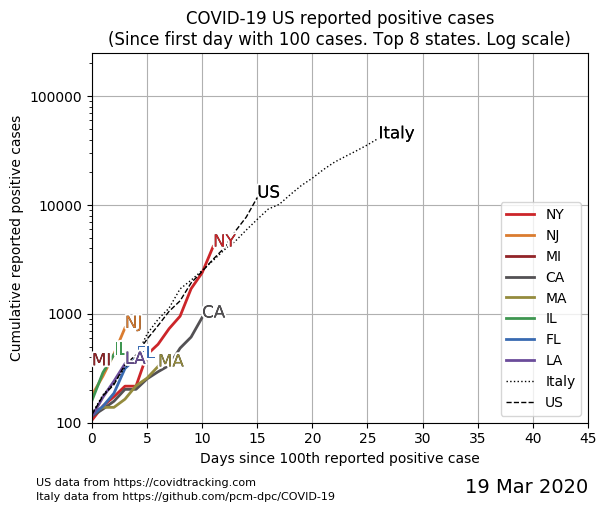 COVID-19 US reported positive cases
(Since first day with 100 cases. Top 8 states. Log scale)
Cumulative reported positive cases
100000
10000
1000
100
Italy
US
NY
CA
NJ
IL
MI
LA
FL
MA
NY
NJ
MI
CA
MA
IL
FL
LA
Italy
US
0 5 10 15 20 25 30 35 40 45
Days since 100th reported positive case
US data from https://covidtracking.com
Italy data from https://github.com/pcm-dpc/COVID-19
19 Mar 2020